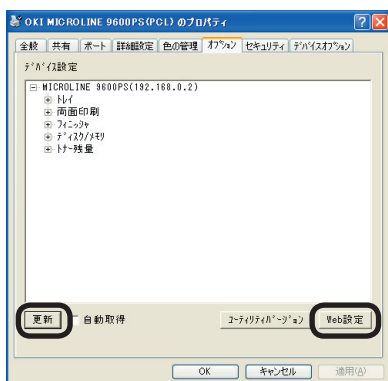 OKI MICROLINE 9600PS(PCL) のプロパティ
全般 共有 ポート 詳細設定 色の管理 オプション セキュリティ デバイスオプション
デバイス設定
MICROLINE 9600PS(192.168.0.2)
トレイ
両面印刷
フィニッシャ
ディスク/メモリ
トナー残量
更新 自動取得 ユーティリティバージョン Web設定
OK キャンセル 適用(A)